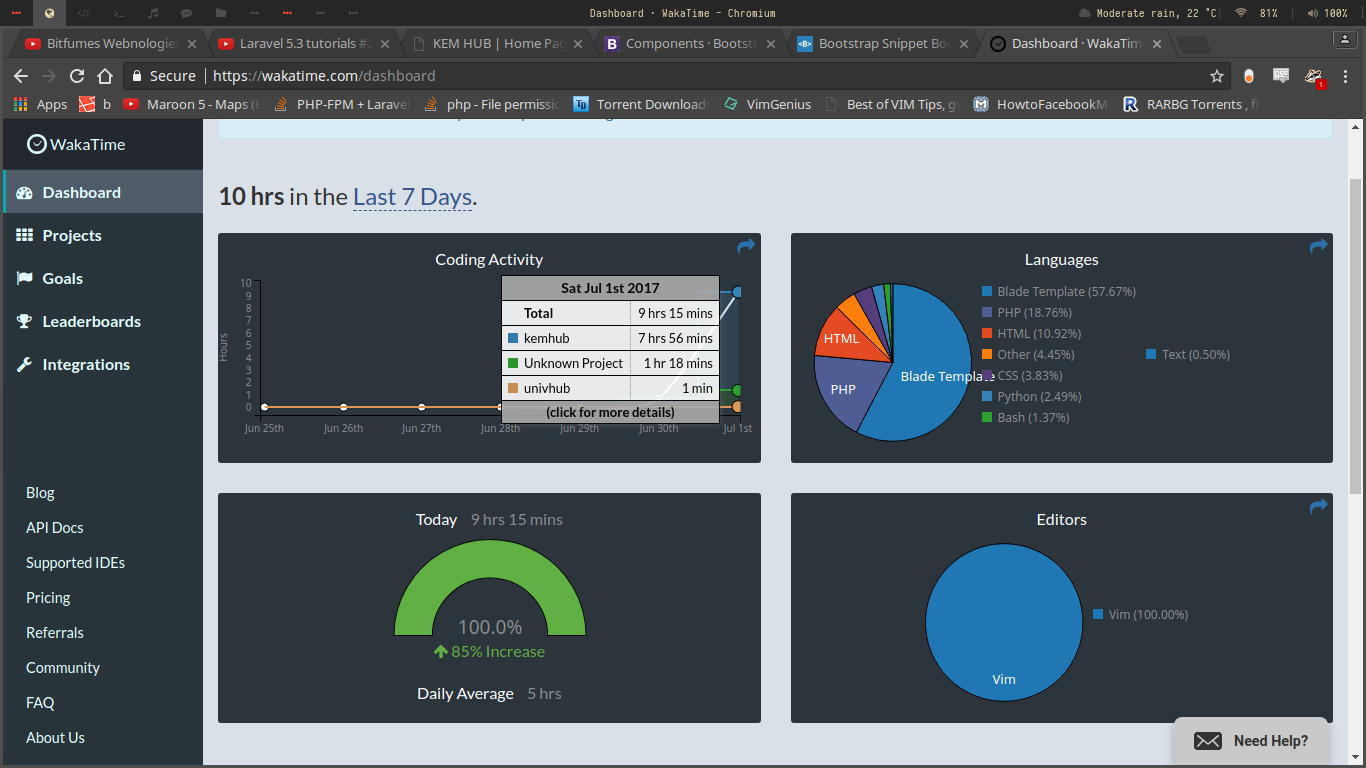 Dashboard · WakaTime - Chromium
Moderate rain, 22 °C
81%
100%
Bitfumes Webnologies
Laravel 5.3 tutorials #
KEM HUB | Home Pag
Components · Bootst
Bootstrap Snippet Bo
Dashboard · WakaTim
Secure
https://wakatime.com/dashboard
CSS
1
Apps
b
Maroon 5 - Maps (
PHP-FPM + Larave
php - File permissi
Torrent Downloads
VimGenius
Best of VIM Tips, g
HowtoFacebookM
RARBG Torrents , fi
WakaTime
Dashboard
Projects
Goals
Leaderboards
Integrations
Blog
API Docs
Supported IDEs
Pricing
Referrals
Community
FAQ
About Us
10 hrs in the Last 7 Days.
Coding Activity
Hours
10
9
8
7
6
5
4
3
2
1
0
Jun 25th
Jun 26th
Jun 27th
Jun 28th
Jun 29th
Jun 30th
Jul 1st
Sat Jul 1st 2017
Total 9 hrs 15 mins
kemhub 7 hrs 56 mins
Unknown Project 1 hr 18 mins
univhub 1 min
(click for more details)
Languages
HTML
PHP
Blade Template
Blade Template (57.67%)
PHP (18.76%)
HTML (10.92%)
Other (4.45%)
CSS (3.83%)
Python (2.49%)
Bash (1.37%)
Text (0.50%)
Today 9 hrs 15 mins
100.0%
85% Increase
Daily Average 5 hrs
Editors
Vim
Vim (100.00%)
Need Help?